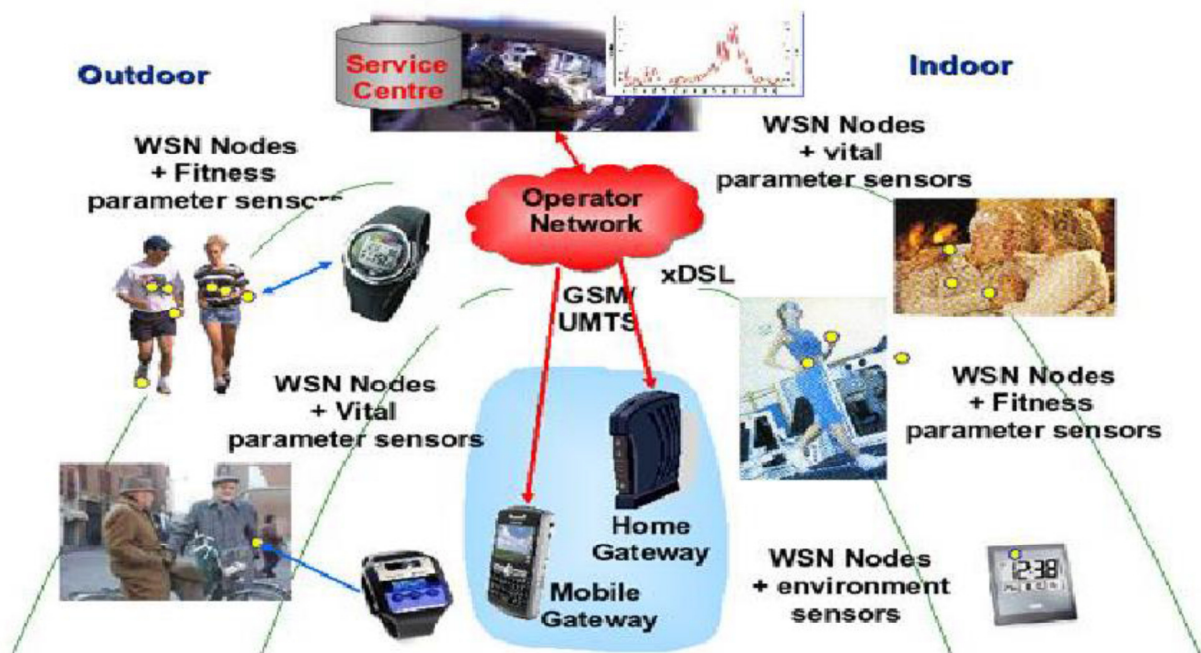 Outdoor
Service
Centre
Indoor
WSN Nodes
+ Fitness
parameter sensors
WSN Nodes
+ vital
parameter sensors
Operator
Network
xDSL
GSM/
UMTS
WSN Nodes
+ Vital
parameter sensors
WSN Nodes
+ Fitness
parameter sensors
Home
Gateway
Mobile
Gateway
WSN Nodes
+ environment
sensors
12:38